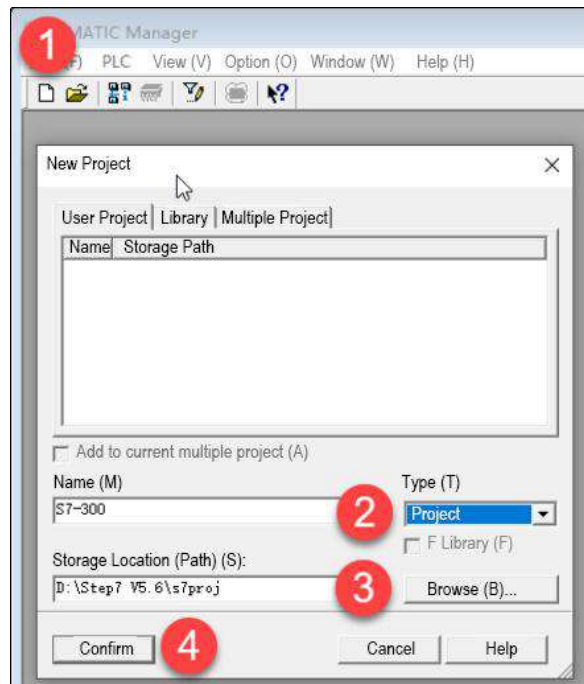 MATIC Manager
(F) PLC View (V) Option (O) Window (W) Help (H)
1
New Project
User Project Library Multiple Project
Name Storage Path
Add to current multiple project (A)
Name (M) Type (T)
S7-300 2 Project
F Library (F)
Storage Location (Path) (S):
D:\Step7 V5.6\s7proj 3 Browse (B)...
Confirm 4 Cancel Help